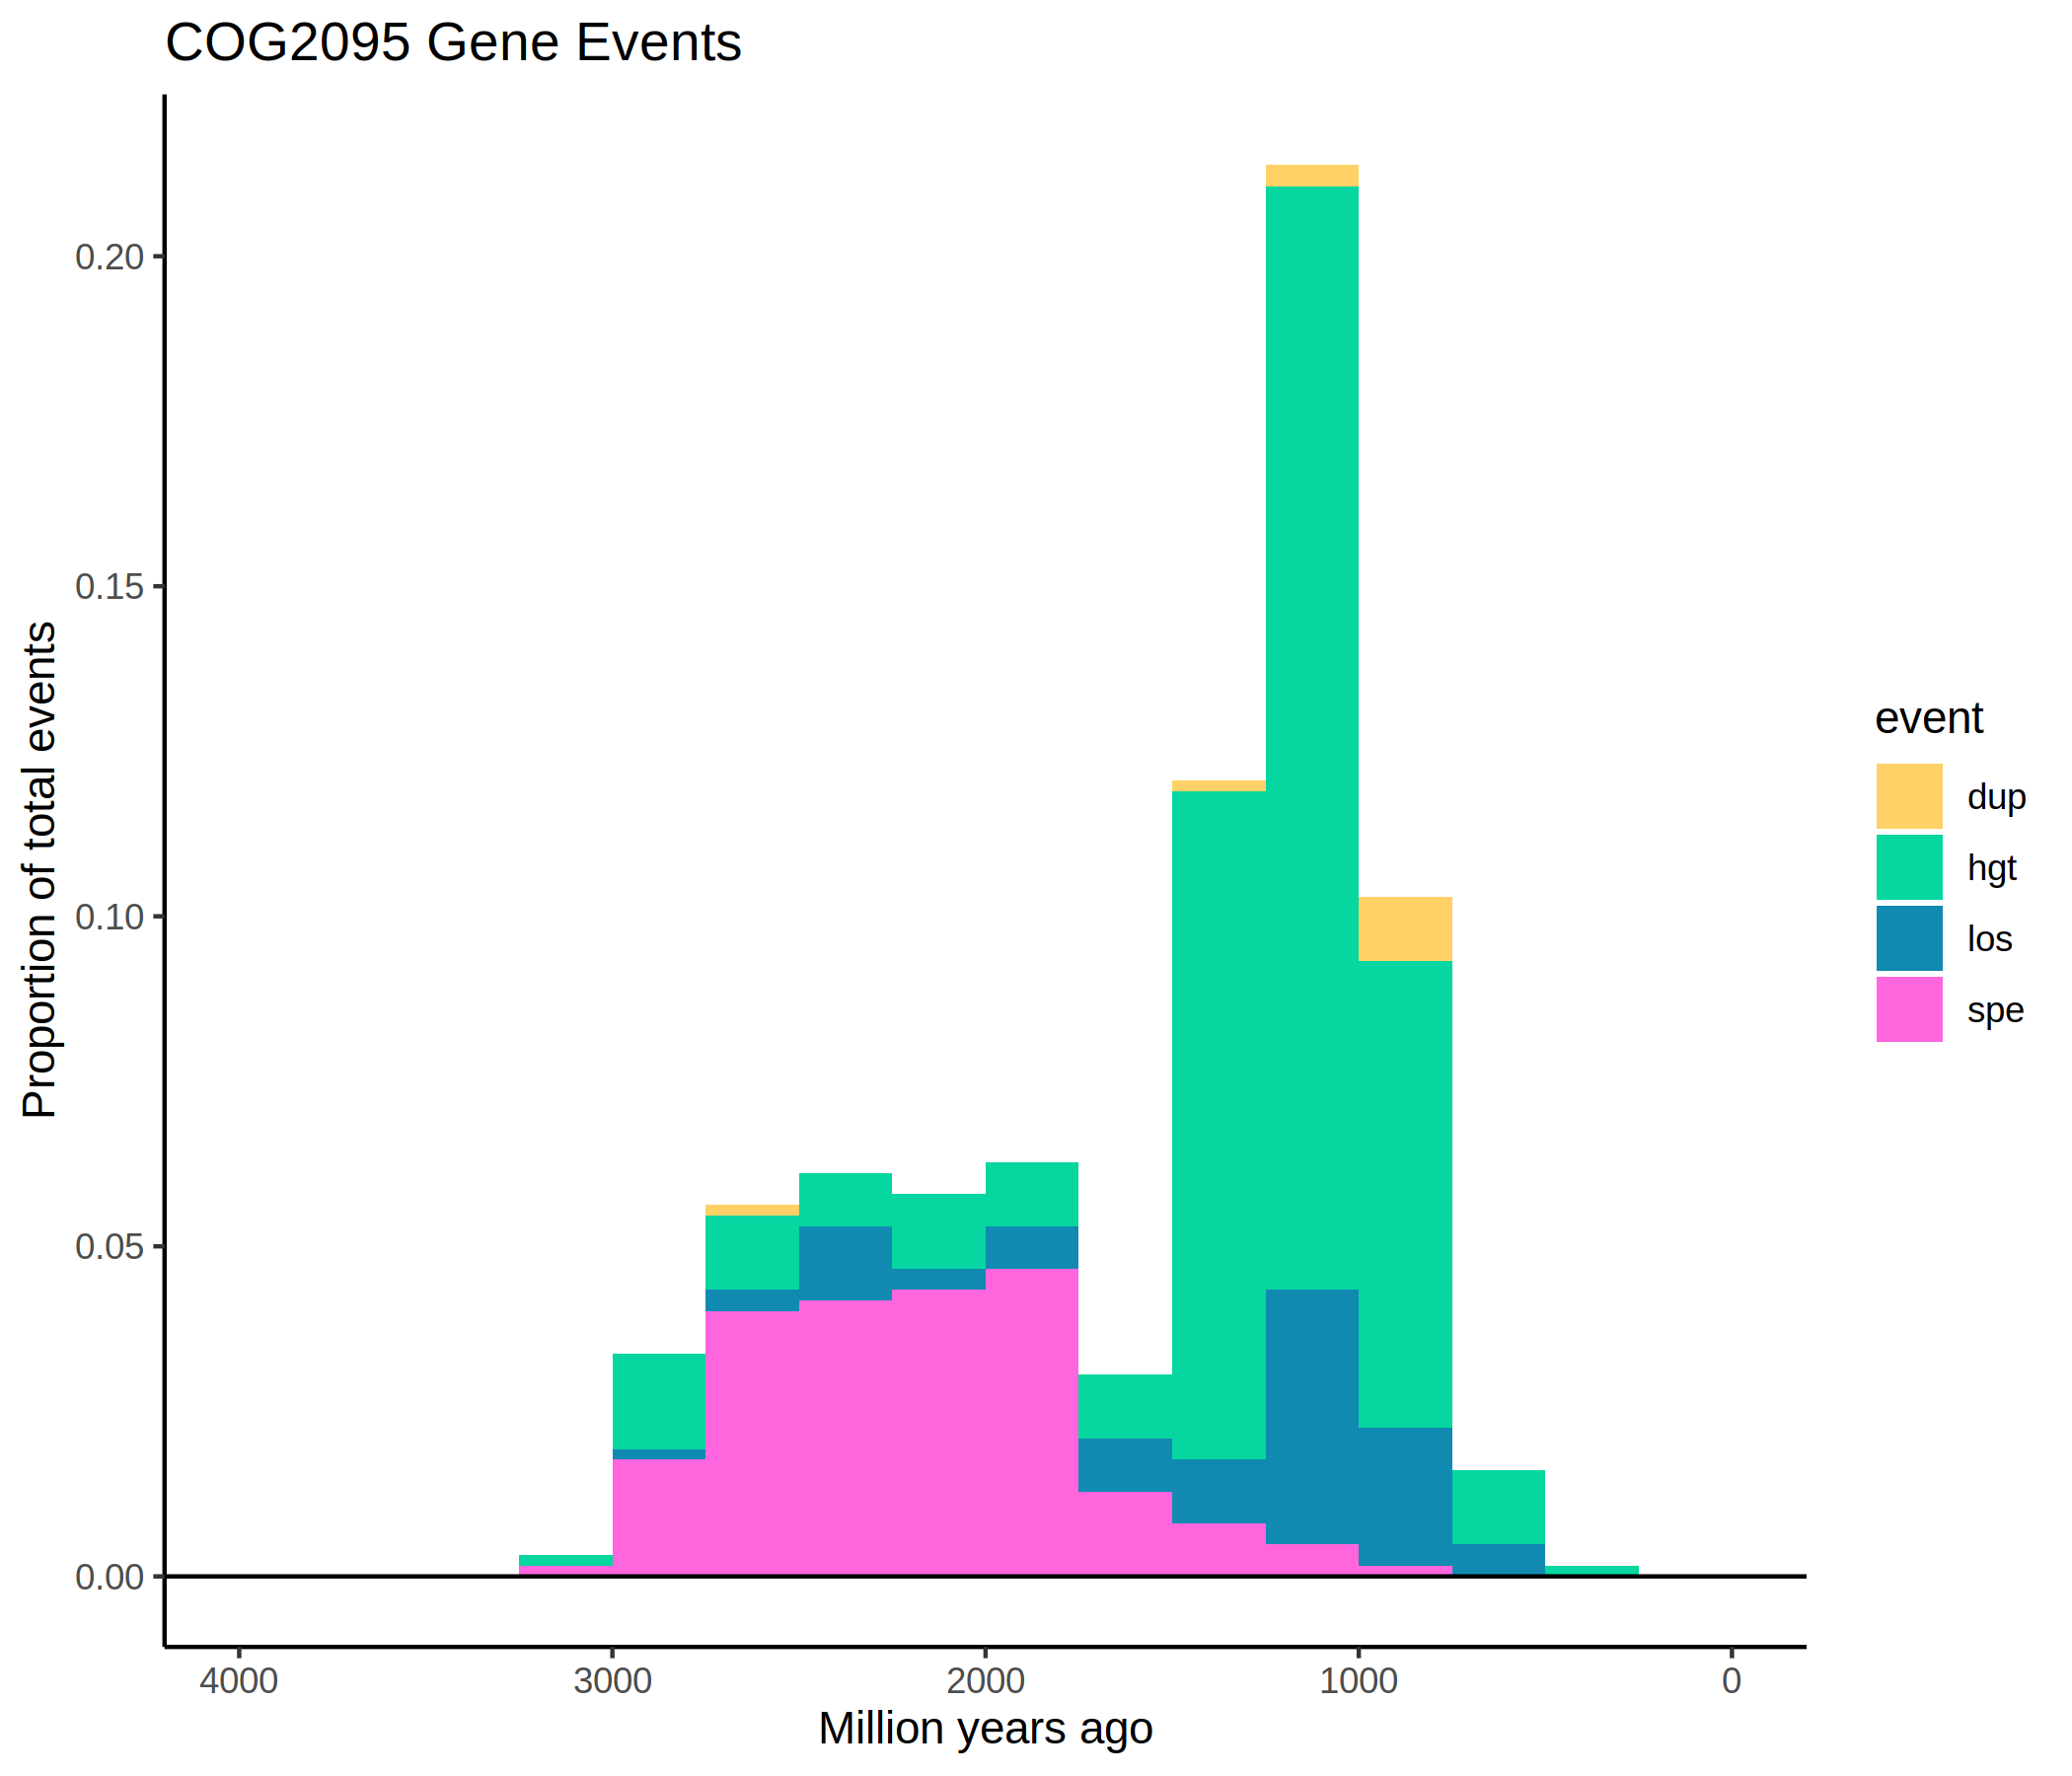 COG2095 Gene Events
Proportion of total events
0.20
0.15
0.10
0.05
0.00
4000 3000 2000 1000 0
Million years ago
event
dup
hgt
los
spe